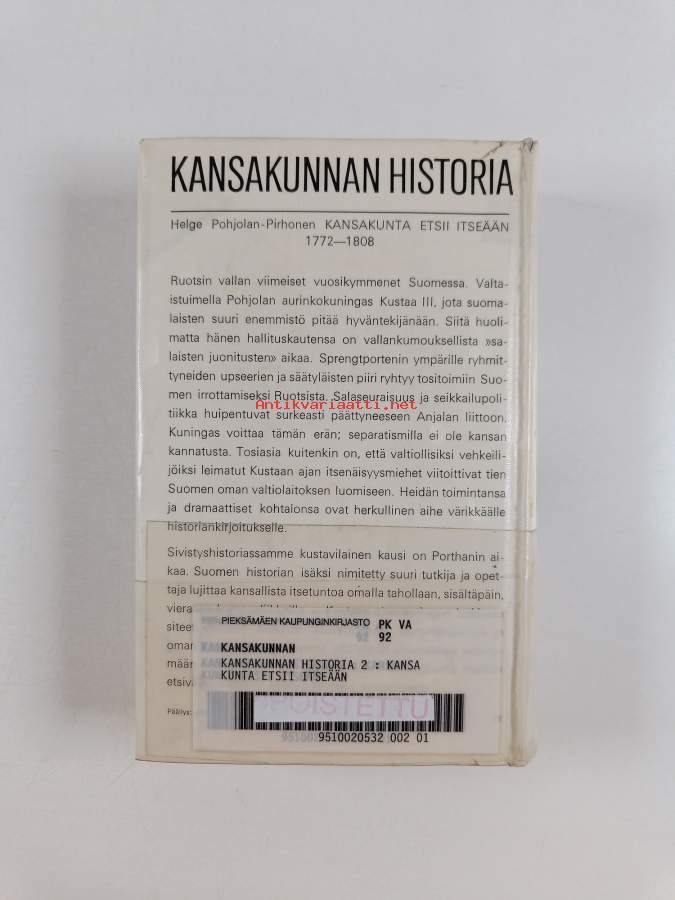 KANSAKUNNAN HISTORIA
Helge Pohjolan-Pirhonen KANSAKUNTA ETSII ITSEÄÄN
1772—1808
Ruotsin vallan viimeiset vuosikymmenet Suomessa. Valta-
istuimella Pohjolan aurinkokuningas Kustaa III, jota suoma-
laisten suuri enemmistö pitää hyväntekijänään. Siitä huoli-
matta hänen hallituskautensa on vallankumouksellista »sa-
laisten juonitusten» aikaa. Sprengtportenin ympärille ryhmit-
tyneiden upseerien ja säätyläisten piiri ryhtyy tositoimiin Suo-
men irrottamiseksi Ruotsista. Salaseuraisuus ja seikkailupoli-
Antikvariaatti.net
tiikka huipentuvat surkeasti päättyneeseen Anjalan liittoon.
Kuningas voittaa tämän erän; separatismilla ei ole kansan
kannatusta. Tosiasia kuitenkin on, että valtiollisiksi vehkeili-
jöiksi leimatut Kustaan ajan itsenäisyysmiehet viitoittivat tien
Suomen oman valtiolaitoksen luomiseen. Heidän toimintansa
ja dramaattiset kohtalonsa ovat herkullinen aihe värikkäälle
historiankirjoitukselle.
Sivistyshistoriassamme kustavilainen kausi on Porthanin ai-
kaa. Suomen historian isäksi nimitetty suuri tutkija ja opet-
taja lujittaa kansallista itsetuntoa omalla tahollaan, sisältäpäin,
siteet
oman
määr
etsiv
Päällys:
PIEKSÄMÄEN KAUPUNGINKIRJASTO PK VA
92
KANSAKUNNAN
KANSAKUNNAN HISTORIA 2 : KANSA
KUNTA ETSII ITSEÄÄN
POISTETTU
9510020532 002 01